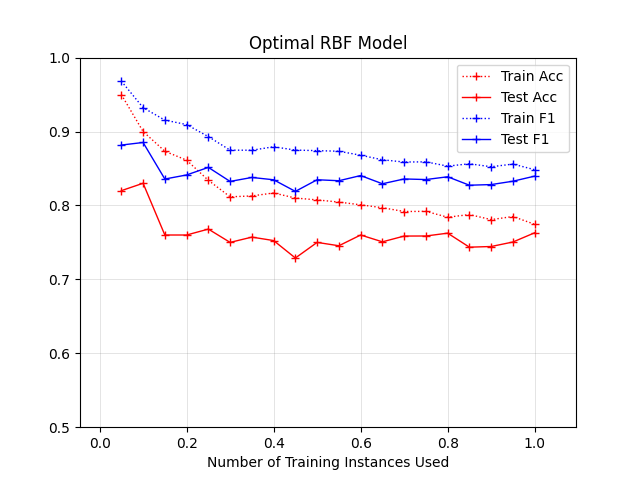 Optimal RBF Model
1.0
0.9
0.8
0.7
0.6
0.5
Train Acc
Test Acc
Train F1
Test F1
0.0 0.2 0.4 0.6 0.8 1.0
Number of Training Instances Used